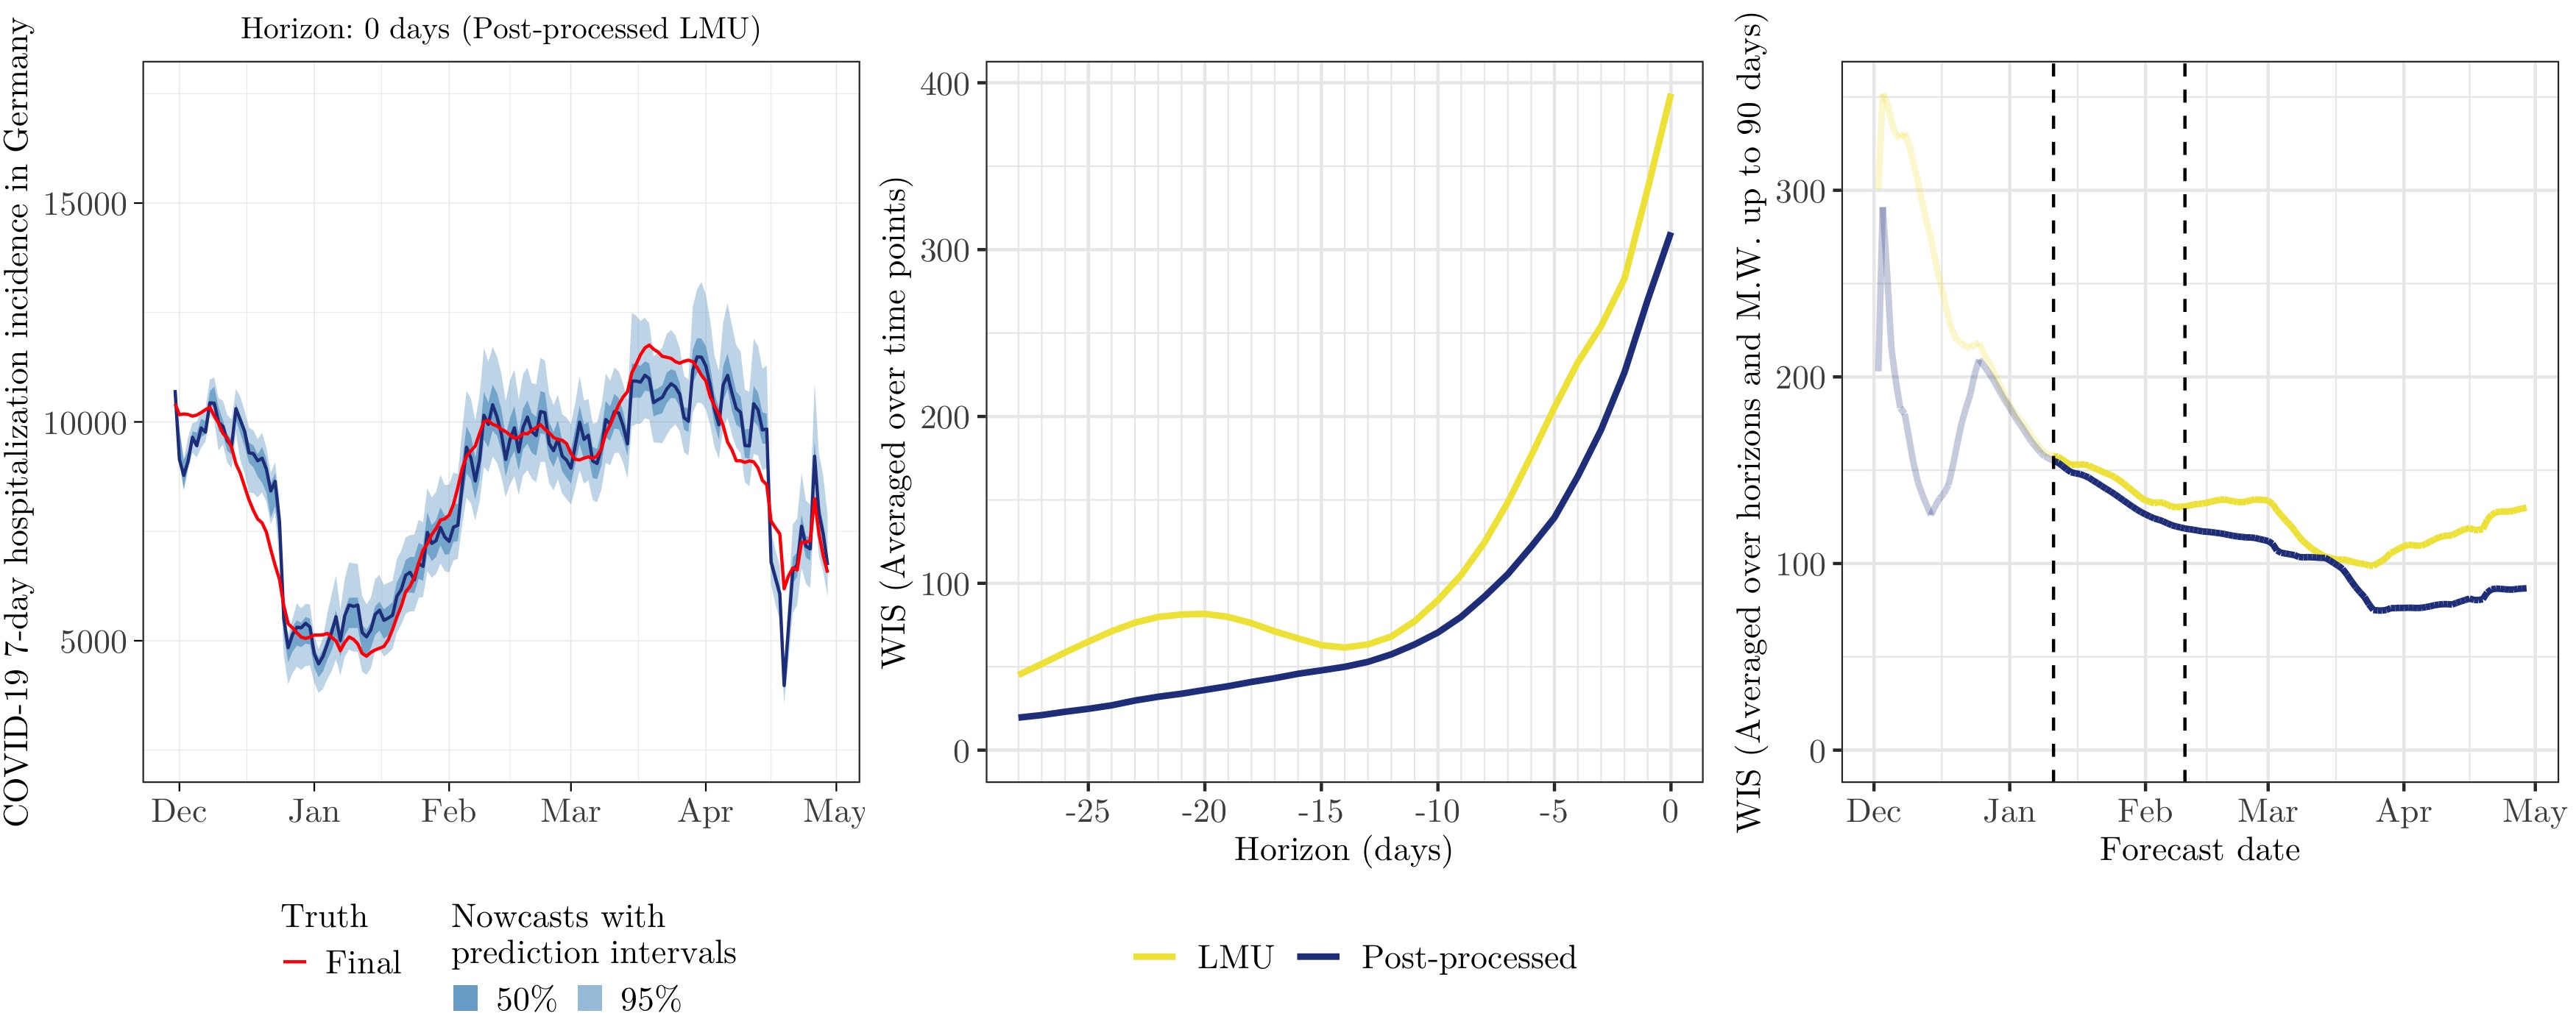 Horizon: 0 days (Post-processed LMU)
COVID-19 7-day hospitalization incidence in Germany
15000
10000
5000
Dec Jan Feb Mar Apr May
Truth
Final
Nowcasts with
prediction intervals
50% 95%
WIS (Averaged over time points)
400
300
200
100
0
-25 -20 -15 -10 -5 0
Horizon (days)
LMU Post-processed
WIS (Averaged over horizons and M.W. up to 90 days)
300
200
100
0
Dec Jan Feb Mar Apr May
Forecast date